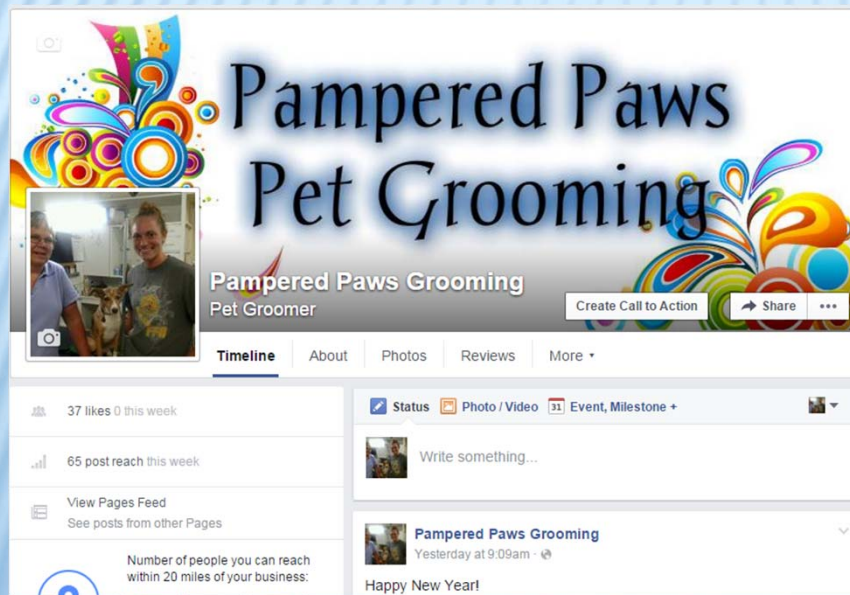 Pampered Paws
Pet Grooming
Pampered Paws Grooming
Pet Groomer
Create Call to Action
Share
Timeline
About
Photos
Reviews
More
37 likes 0 this week
65 post reach this week
View Pages Feed
See posts from other Pages
Number of people you can reach
within 20 miles of your business:
Status
Photo / Video
31
Event, Milestone +
Write something...
Pampered Paws Grooming
Yesterday at 9:09am ·
Happy New Year!